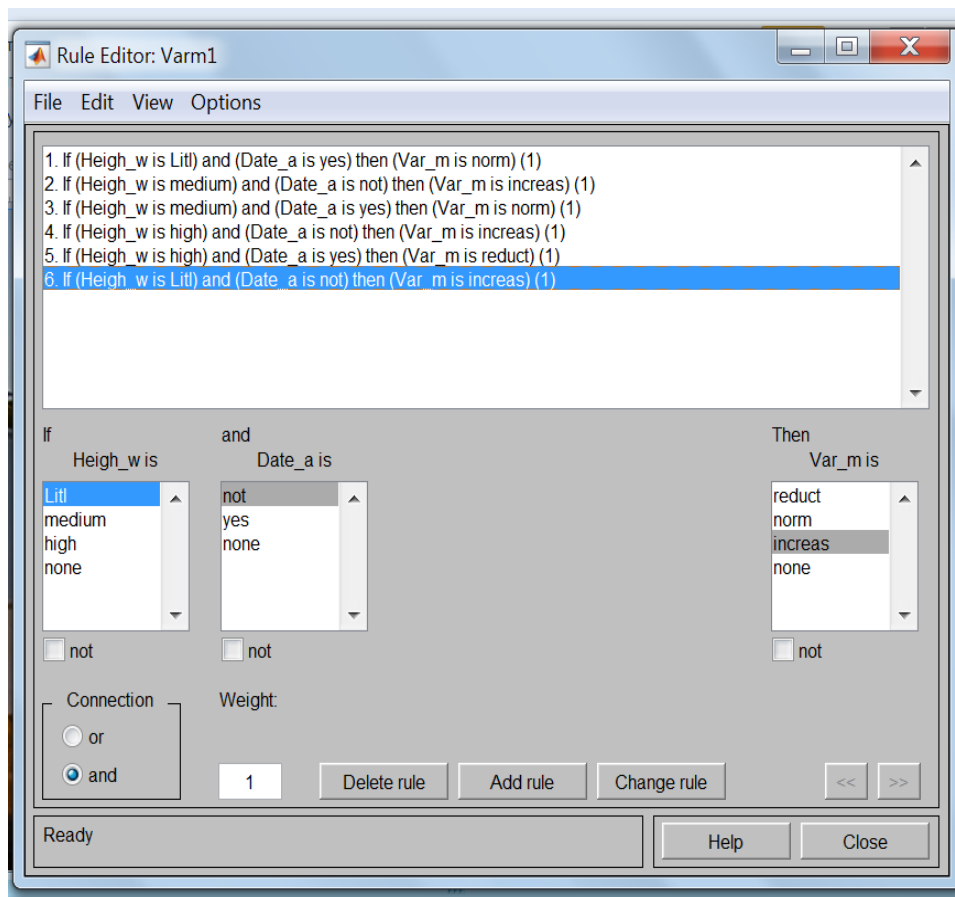 Rule Editor: Varm1
File Edit View Options
1. If (Heigh_w is Litl) and (Date_a is yes) then (Var_m is norm) (1)
2. If (Heigh_w is medium) and (Date_a is not) then (Var_m is increas) (1)
3. If (Heigh_w is medium) and (Date_a is yes) then (Var_m is norm) (1)
4. If (Heigh_w is high) and (Date_a is not) then (Var_m is increas) (1)
5. If (Heigh_w is high) and (Date_a is yes) then (Var_m is reduct) (1)
6. If (Heigh_w is Litl) and (Date_a is not) then (Var_m is increas) (1)
If and Then
Heigh_w is Date_a is Var_m is
Litl not reduct
medium yes norm
high none increas
none none
not not not
Connection Weight:
or
and 1 Delete rule Add rule Change rule << >>
Ready Help Close